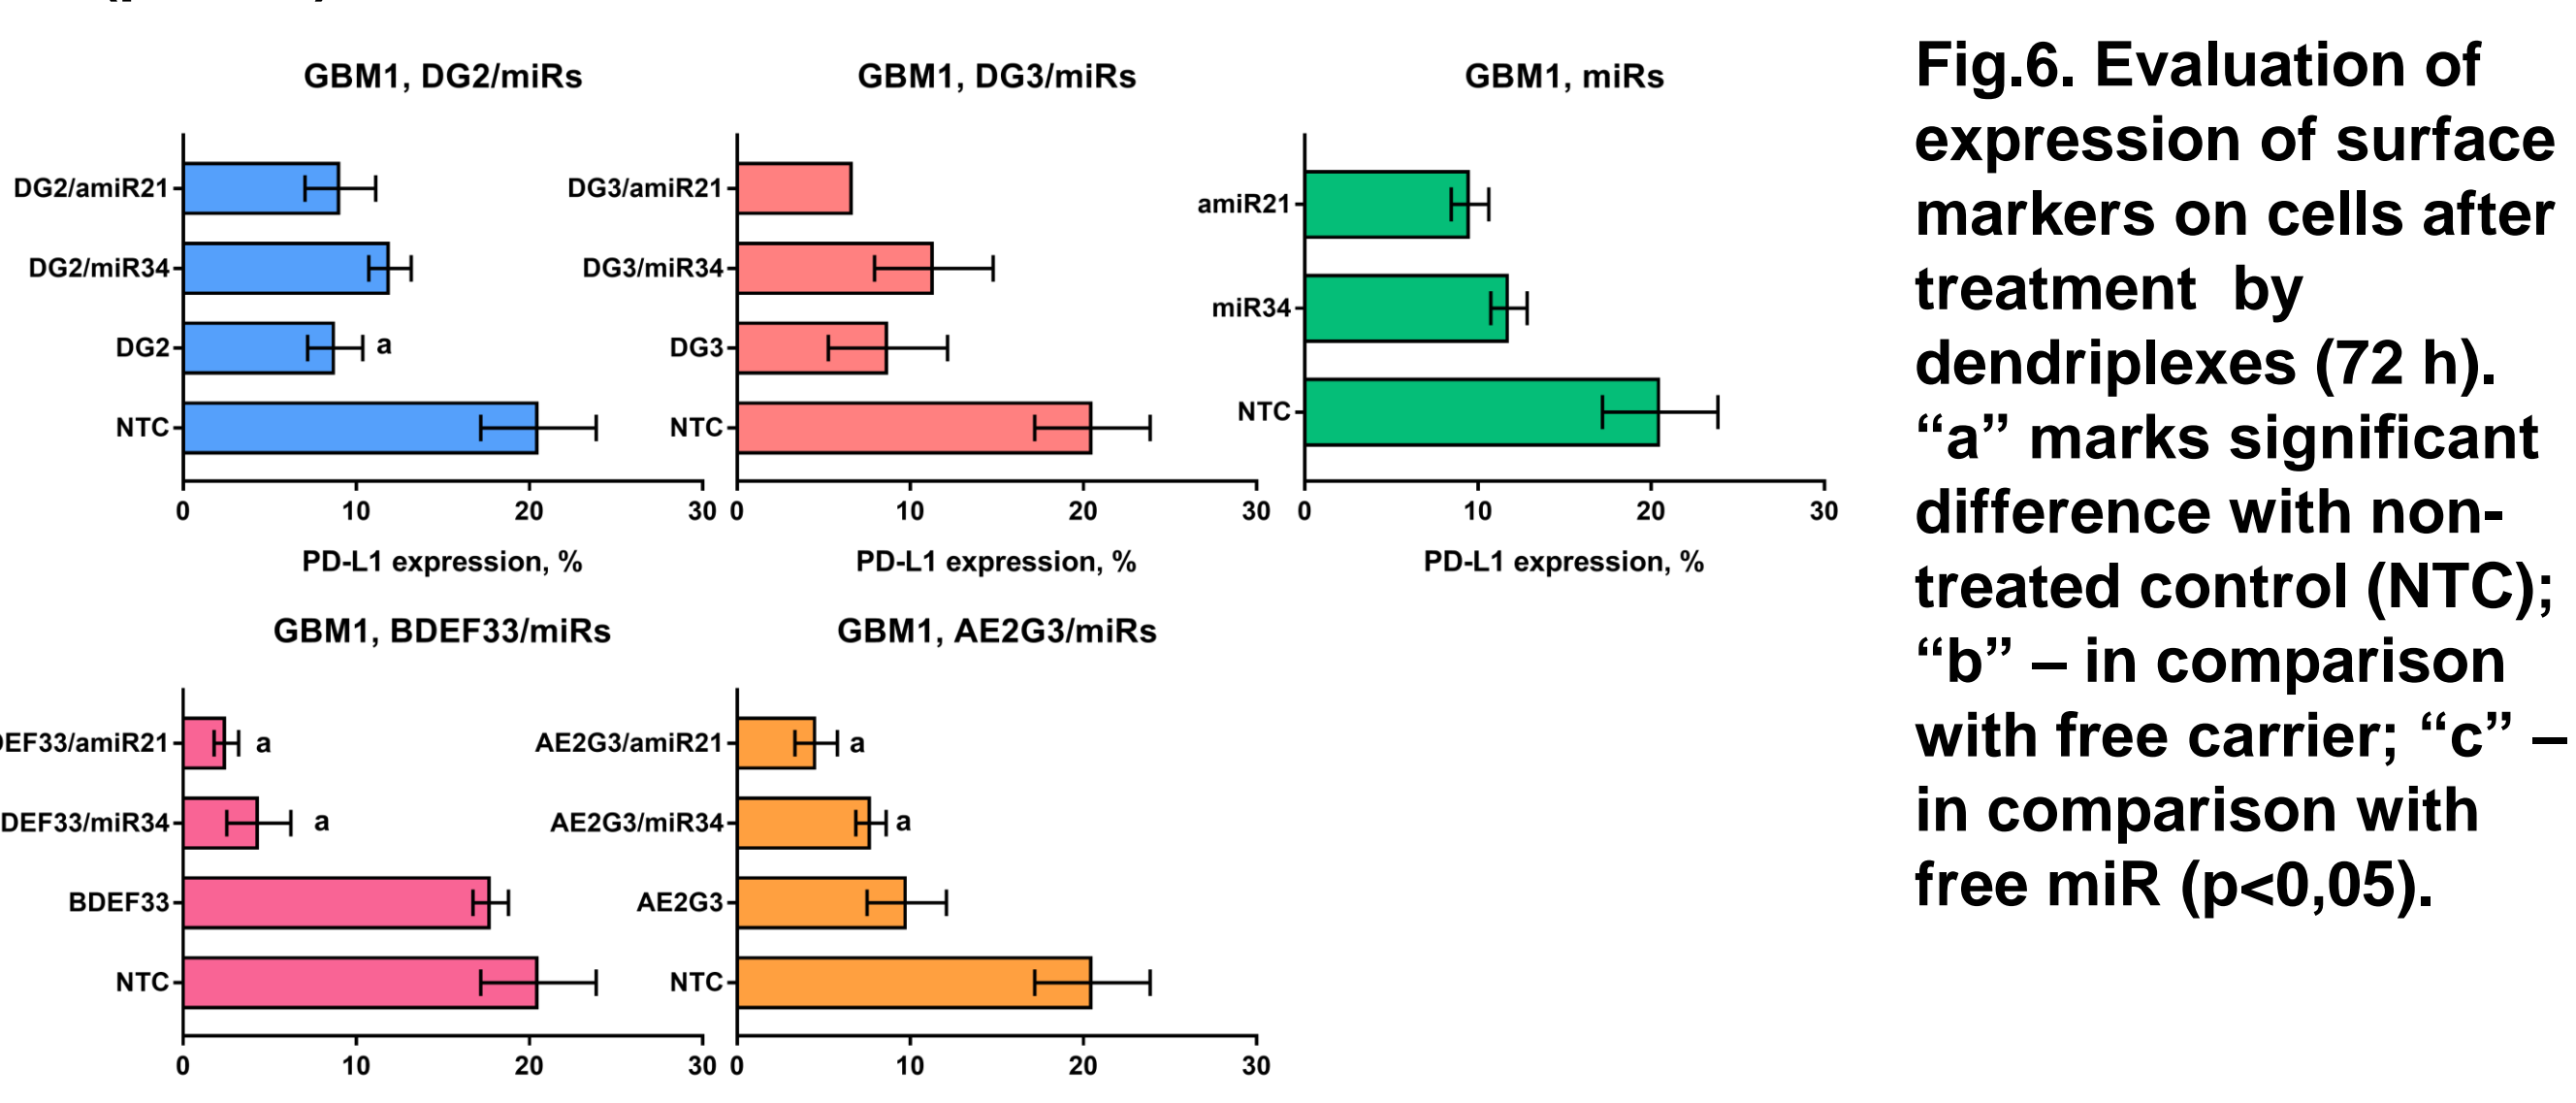 GBM1, DG2/miRs
DG2/amiR21
DG2/miR34
DG2
a
NTC
0 10 20 30
PD-L1 expression, %
GBM1, DG3/miRs
DG3/amiR21
DG3/miR34
DG3
NTC
0 10 20 30
PD-L1 expression, %
GBM1, miRs
amiR21
miR34
NTC
0 10 20 30
PD-L1 expression, %
GBM1, BDEF33/miRs
DEF33/amiR21
a
DEF33/miR34
a
BDEF33
NTC
0 10 20 30
GBM1, AE2G3/miRs
AE2G3/amiR21
a
AE2G3/miR34
a
AE2G3
NTC
0 10 20 30
Fig.6. Evaluation of
expression of surface
markers on cells after
treatment by
dendriplexes (72 h).
“a” marks significant
difference with non-
treated control (NTC);
“b” – in comparison
with free carrier; “c” –
in comparison with
free miR (p<0,05).